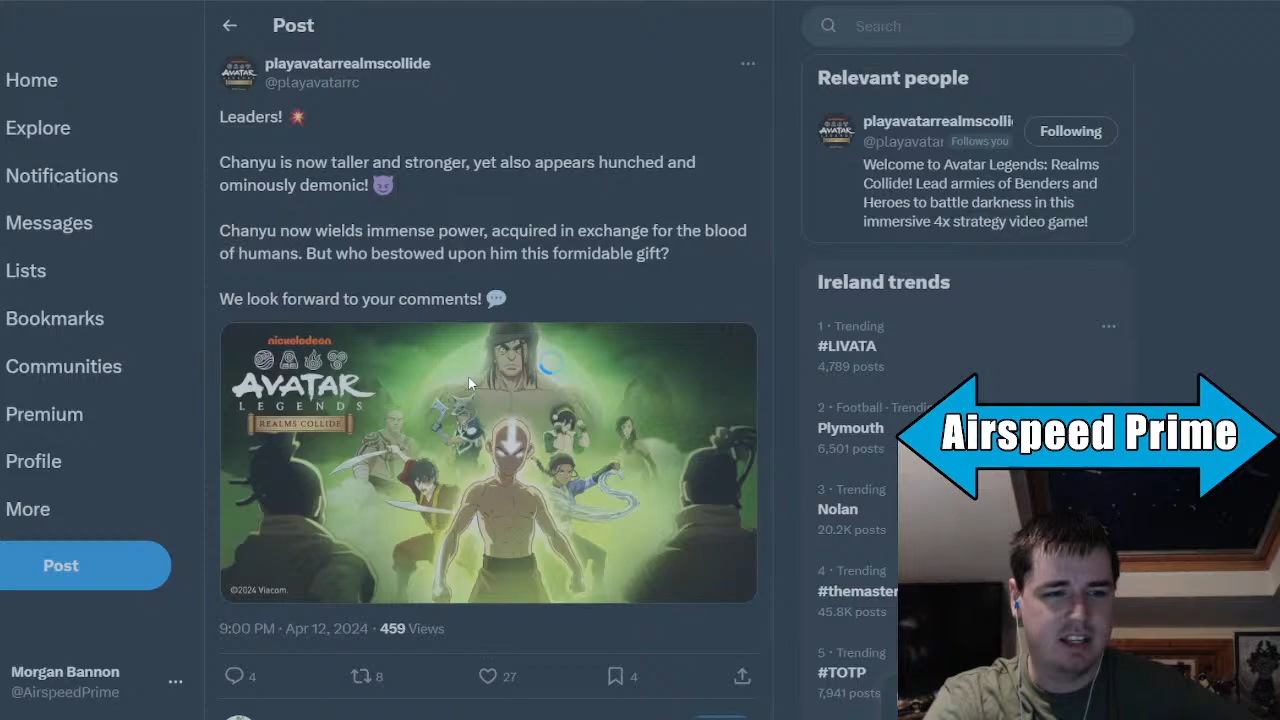 Post
Search
Home
Explore
Notifications
Messages
Lists
Bookmarks
Communities
Premium
Profile
More
Post
Morgan Bannon
@AirspeedPrime
playavatarrealmscollide
@playavatarrc
Leaders! 💥
Chanyu is now taller and stronger, yet also appears hunched and
ominously demonic! 😈
Chanyu now wields immense power, acquired in exchange for the blood
of humans. But who bestowed upon him this formidable gift?
We look forward to your comments! 💬
nickelodeon
AVATAR
LEGENDS
REALMS COLLIDE
©2024 Viacom.
9:00 PM · Apr 12, 2024 · 459 Views
4
8
27
4
Relevant people
playavatarrealmscolli
@playavatar Follows you
Following
Welcome to Avatar Legends: Realms
Collide! Lead armies of Benders and
Heroes to battle darkness in this
immersive 4x strategy video game!
Ireland trends
1 · Trending
#LIVATA
4,789 posts
2 · Football · Trendi
Plymouth
6,501 posts
Airspeed Prime
3 · Trending
Nolan
20.2K posts
4 · Trending
#themaster
45.8K posts
5 · Trending
#TOTP
7,941 posts